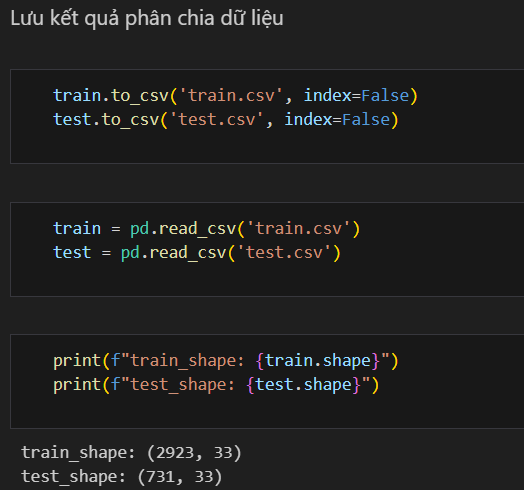 Lưu kết quả phân chia dữ liệu
train.to_csv('train.csv', index=False)
test.to_csv('test.csv', index=False)
train = pd.read_csv('train.csv')
test = pd.read_csv('test.csv')
print(f"train_shape: {train.shape}")
print(f"test_shape: {test.shape}")
train_shape: (2923, 33)
test_shape: (731, 33)